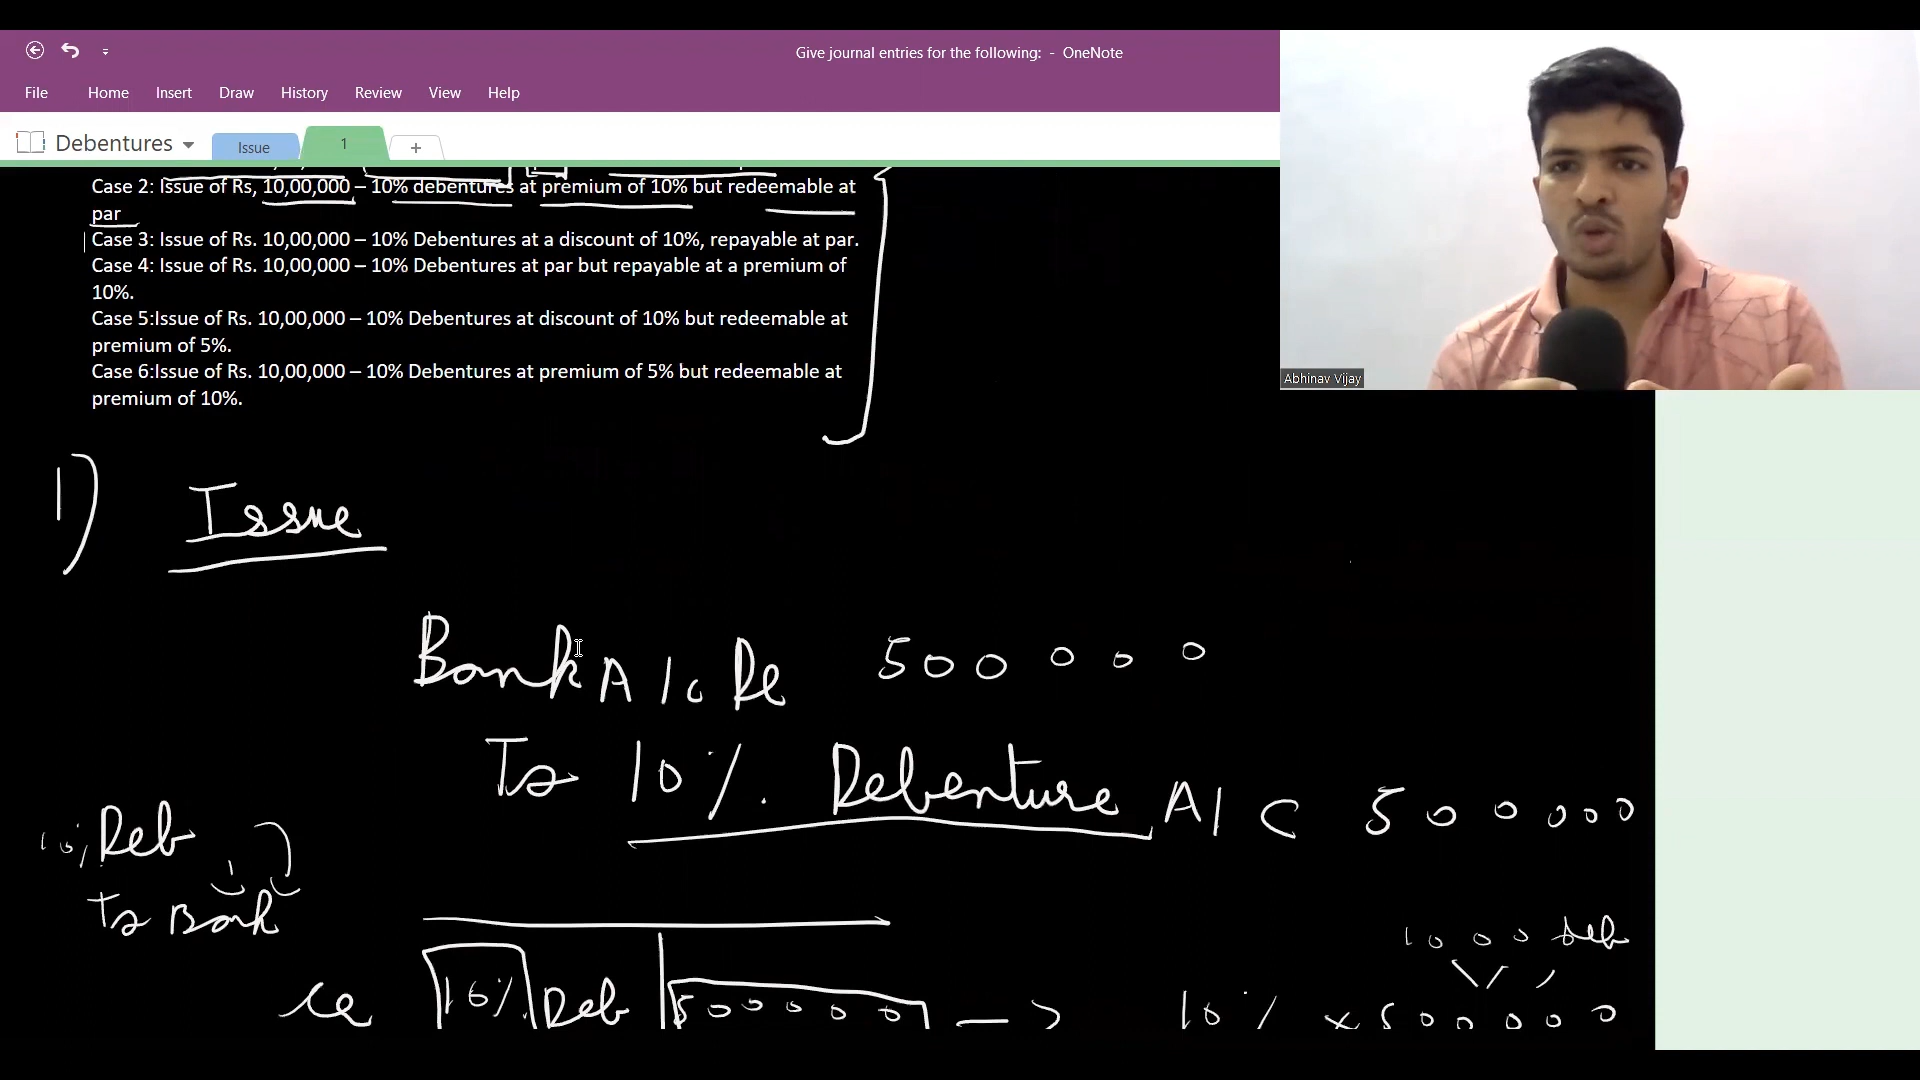 Give journal entries for the following: - OneNote
File Home Insert Draw History Review View Help
Debentures Issue 1 +
Case 2: Issue of Rs, 10,00,000 – 10% debentures at premium of 10% but redeemable at
par
Case 3: Issue of Rs. 10,00,000 – 10% Debentures at a discount of 10%, repayable at par.
Case 4: Issue of Rs. 10,00,000 – 10% Debentures at par but repayable at a premium of
10%.
Case 5:Issue of Rs. 10,00,000 – 10% Debentures at discount of 10% but redeemable at
premium of 5%.
Case 6:Issue of Rs. 10,00,000 – 10% Debentures at premium of 5% but redeemable at
premium of 10%.
Abhinav Vijay
1) Issue
Bank A/c De 500000
To 10%. Debenture A/C 500000
10% Deb
To Bank
1000 deb
10% Deb 500000 → 10% x 500000